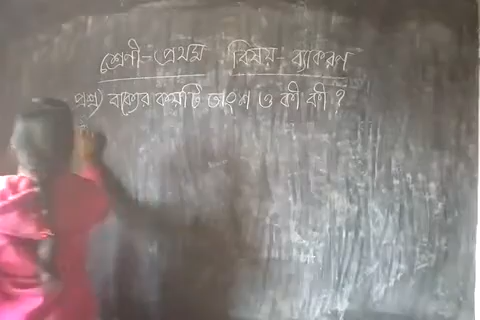 শ্রেণী- প্রথম বিষয়- ব্যাকরণ
প্রশ্ন) বাক্যের কয়টি অংশ ও কী কী ?